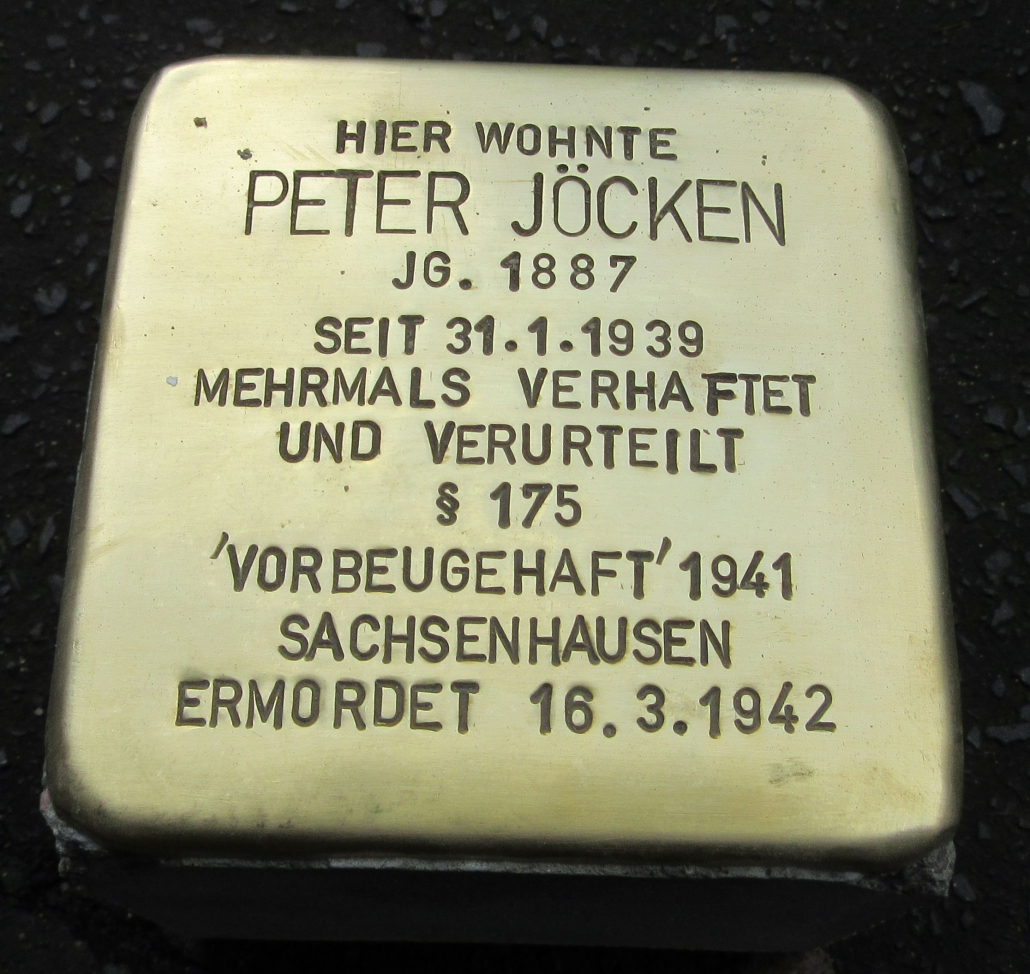 HIER WOHNTE
PETER JÖCKEN
JG. 1887
SEIT 31.1.1939
MEHRMALS VERHAFTET
UND VERURTEILT
§ 175
'VORBEUGEHAFT' 1941
SACHSENHAUSEN
ERMORDET 16.3.1942